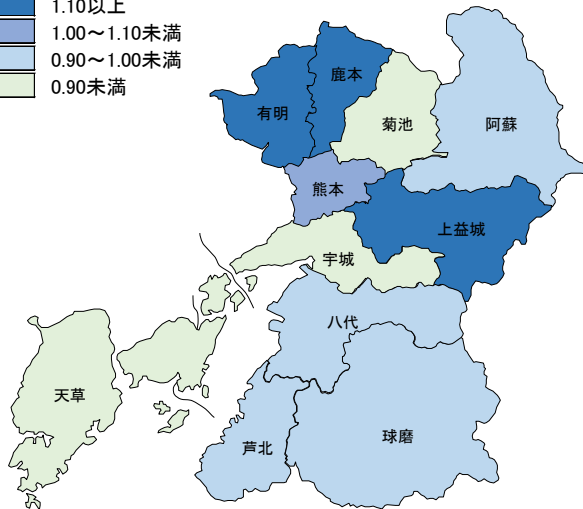 1.10以上
1.00～1.10未満
0.90～1.00未満
0.90未満
鹿本
有明
菊池
阿蘇
熊本
上益城
宇城
八代
天草
芦北
球磨